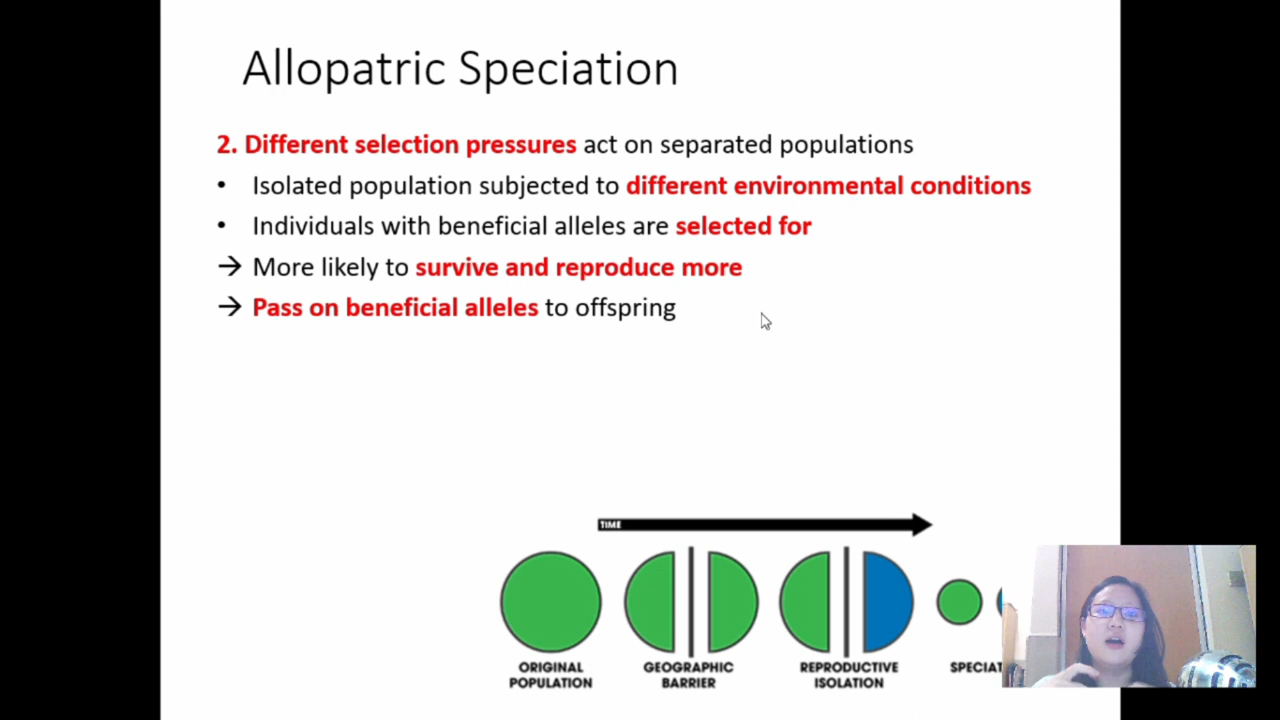 Allopatric Speciation
2. Different selection pressures act on separated populations
• Isolated population subjected to different environmental conditions
• Individuals with beneficial alleles are selected for
→ More likely to survive and reproduce more
→ Pass on beneficial alleles to offspring
TIME
ORIGINAL POPULATION
GEOGRAPHIC BARRIER
REPRODUCTIVE ISOLATION
SPECIAT